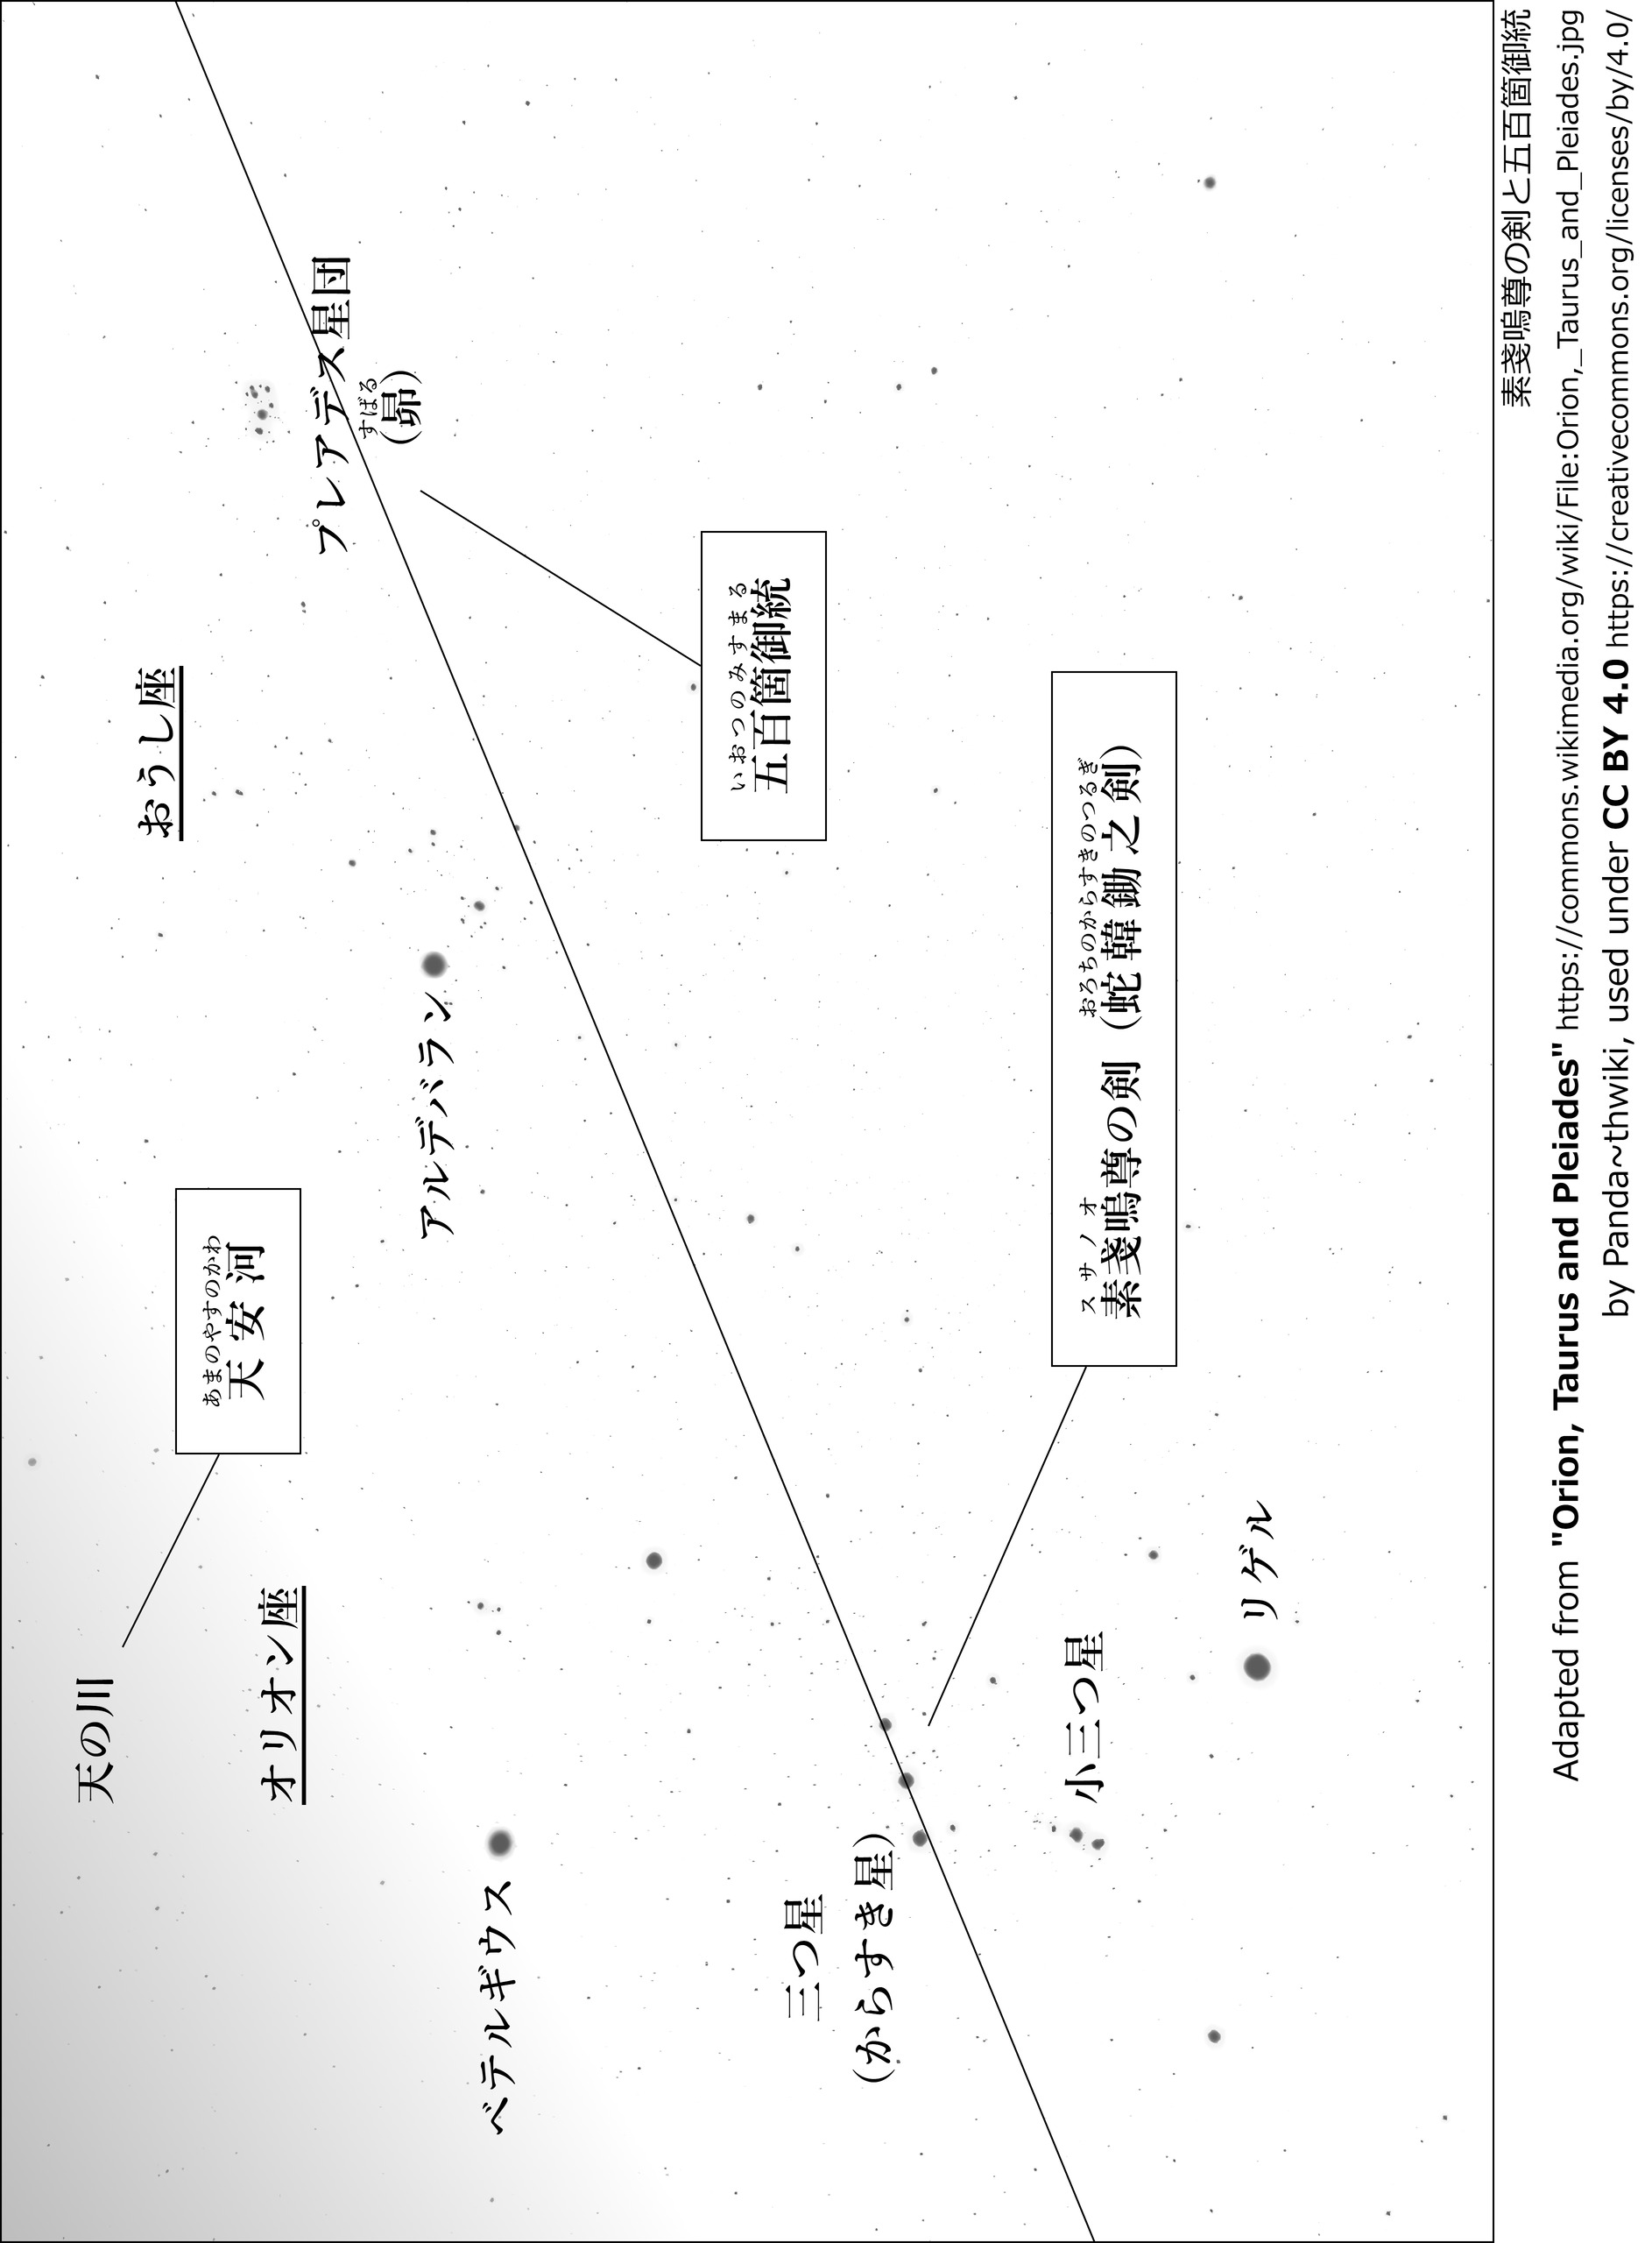 天の川
おうし座
あまのやすのかわ
天安河
オリオン座
プレアデス星団
すばる
(昴)
アルデバラン
ベテルギウス
いおつのみすまる
五百箇御統
三つ星
(からすき星)
小三つ星
スサノオ おろちのからすきのつるぎ
素戔嗚尊の剣 (蛇韓鋤之剣)
リゲル
素戔嗚尊の剣と五百箇御統
Adapted from "Orion, Taurus and Pleiades" https://commons.wikimedia.org/wiki/File:Orion,_Taurus_and_Pleiades.jpg
by Panda~thwiki, used under CC BY 4.0 https://creativecommons.org/licenses/by/4.0/